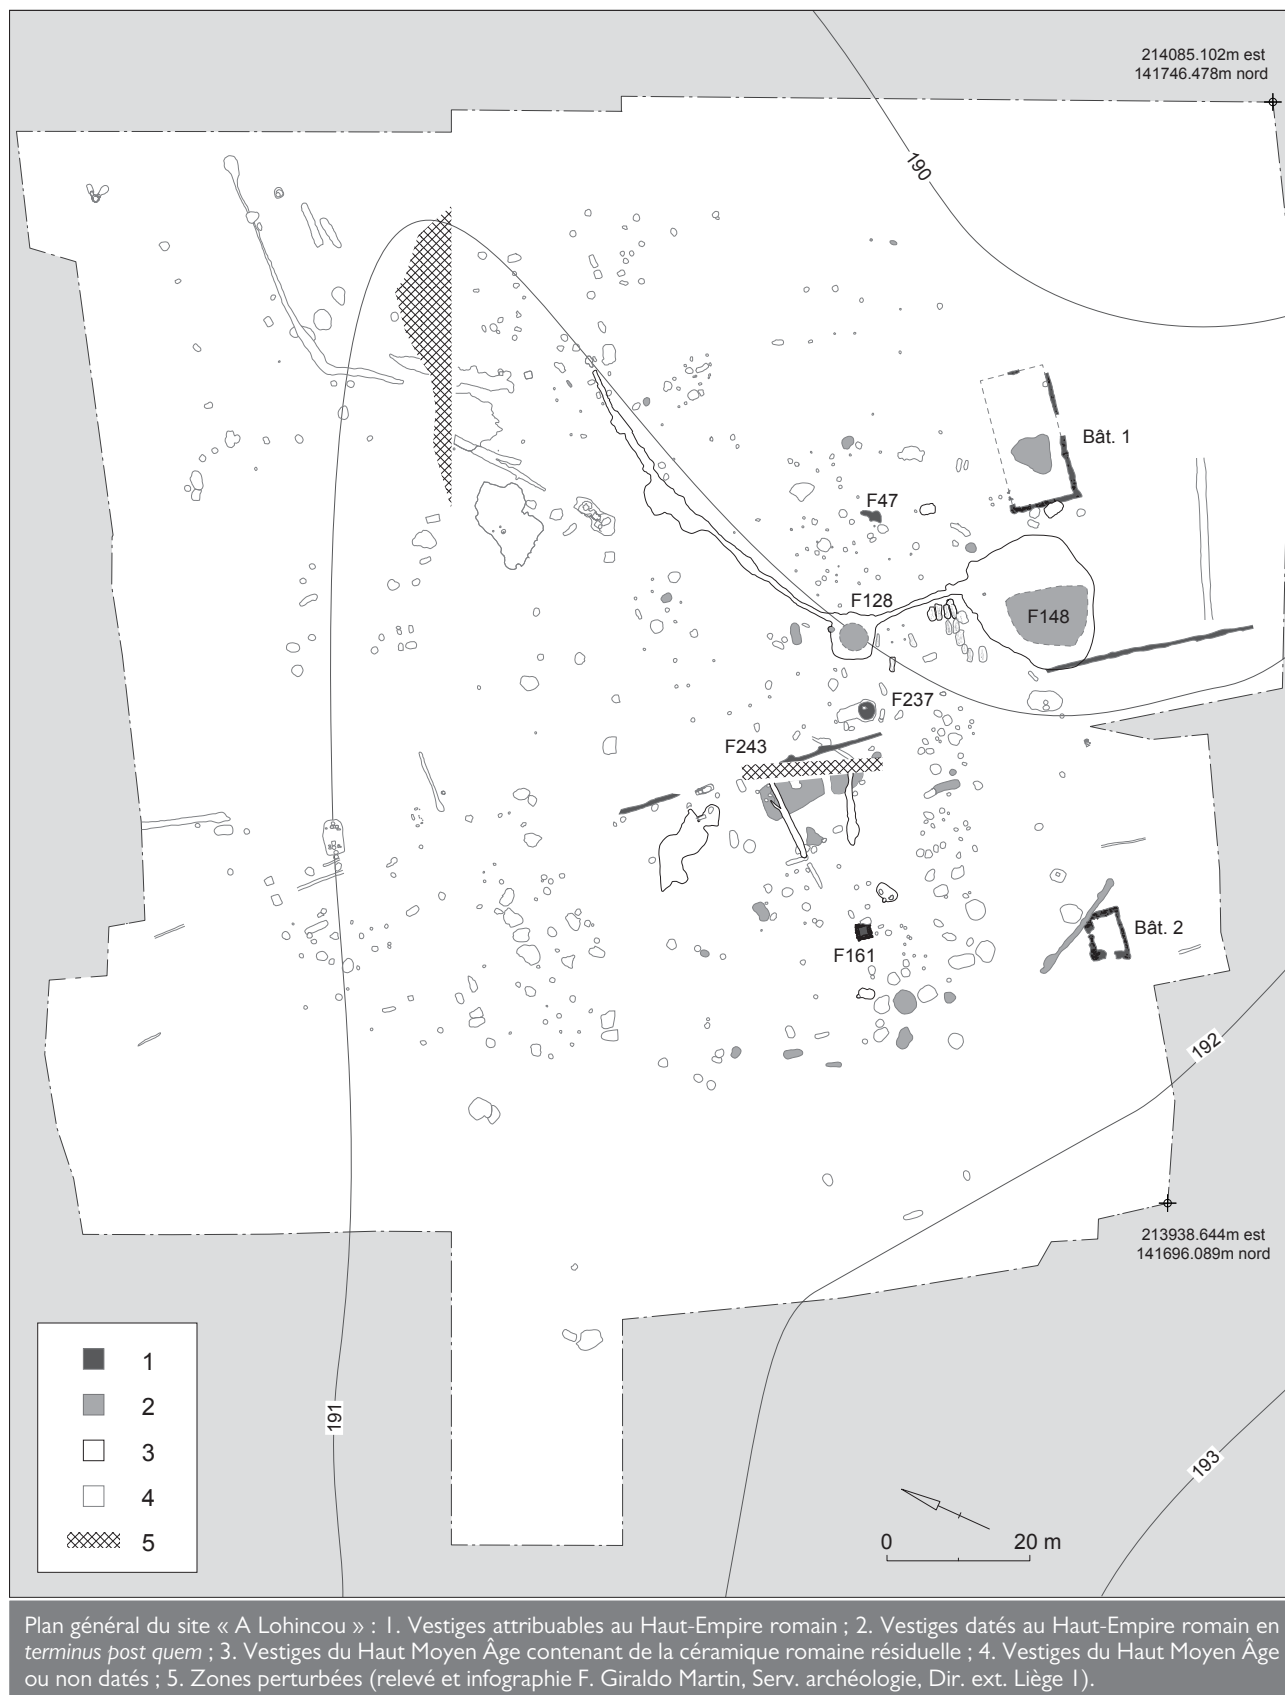 214085.102m est
141746.478m nord
190
Bât. 1
F47
F128
F148
F237
F243
Bât. 2
F161
192
213938.644m est
141696.089m nord
1
2
3
4
5
191
193
0 20 m
Plan général du site « A Lohincou » : 1. Vestiges attribuables au Haut-Empire romain ; 2. Vestiges datés au Haut-Empire romain en
terminus post quem ; 3. Vestiges du Haut Moyen Âge contenant de la céramique romaine résiduelle ; 4. Vestiges du Haut Moyen Âge
ou non datés ; 5. Zones perturbées (relevé et infographie F. Giraldo Martin, Serv. archéologie, Dir. ext. Liège 1).